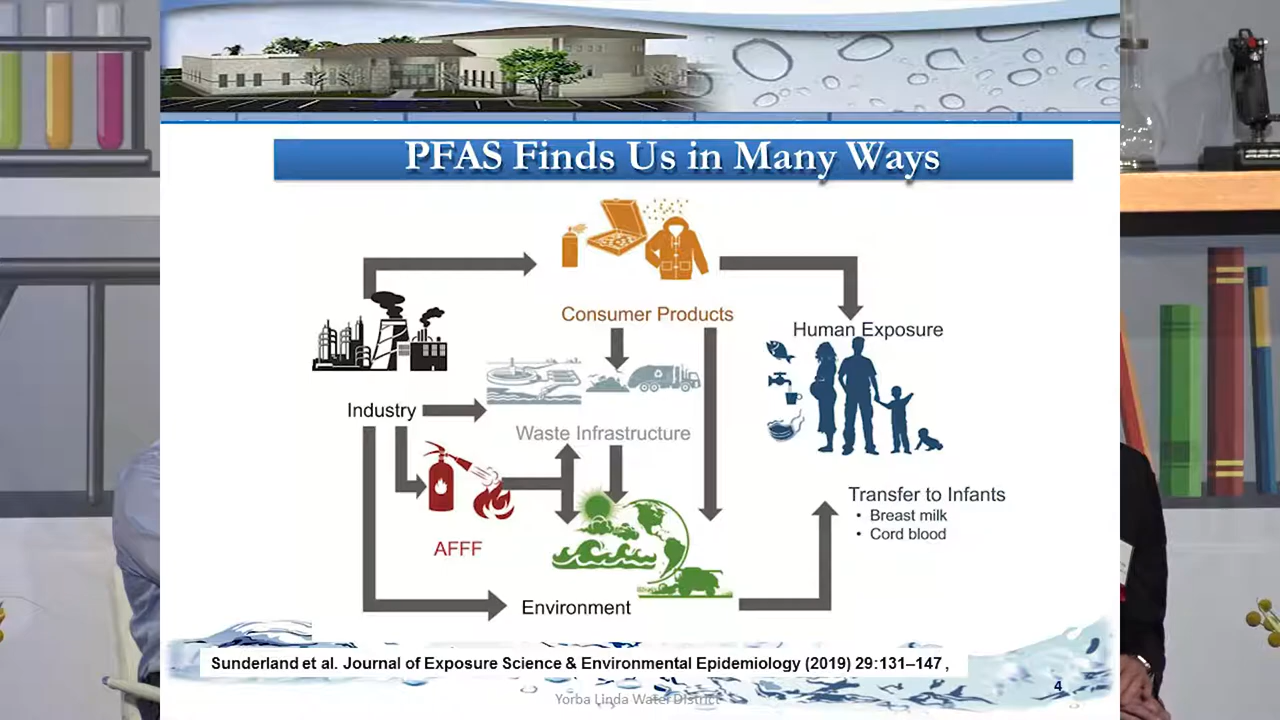 PFAS Finds Us in Many Ways
Consumer Products
Human Exposure
Industry
Waste Infrastructure
Transfer to Infants
• Breast milk
• Cord blood
AFFF
Environment
Sunderland et al. Journal of Exposure Science & Environmental Epidemiology (2019) 29:131–147 ,
Yorba Linda Water District
4